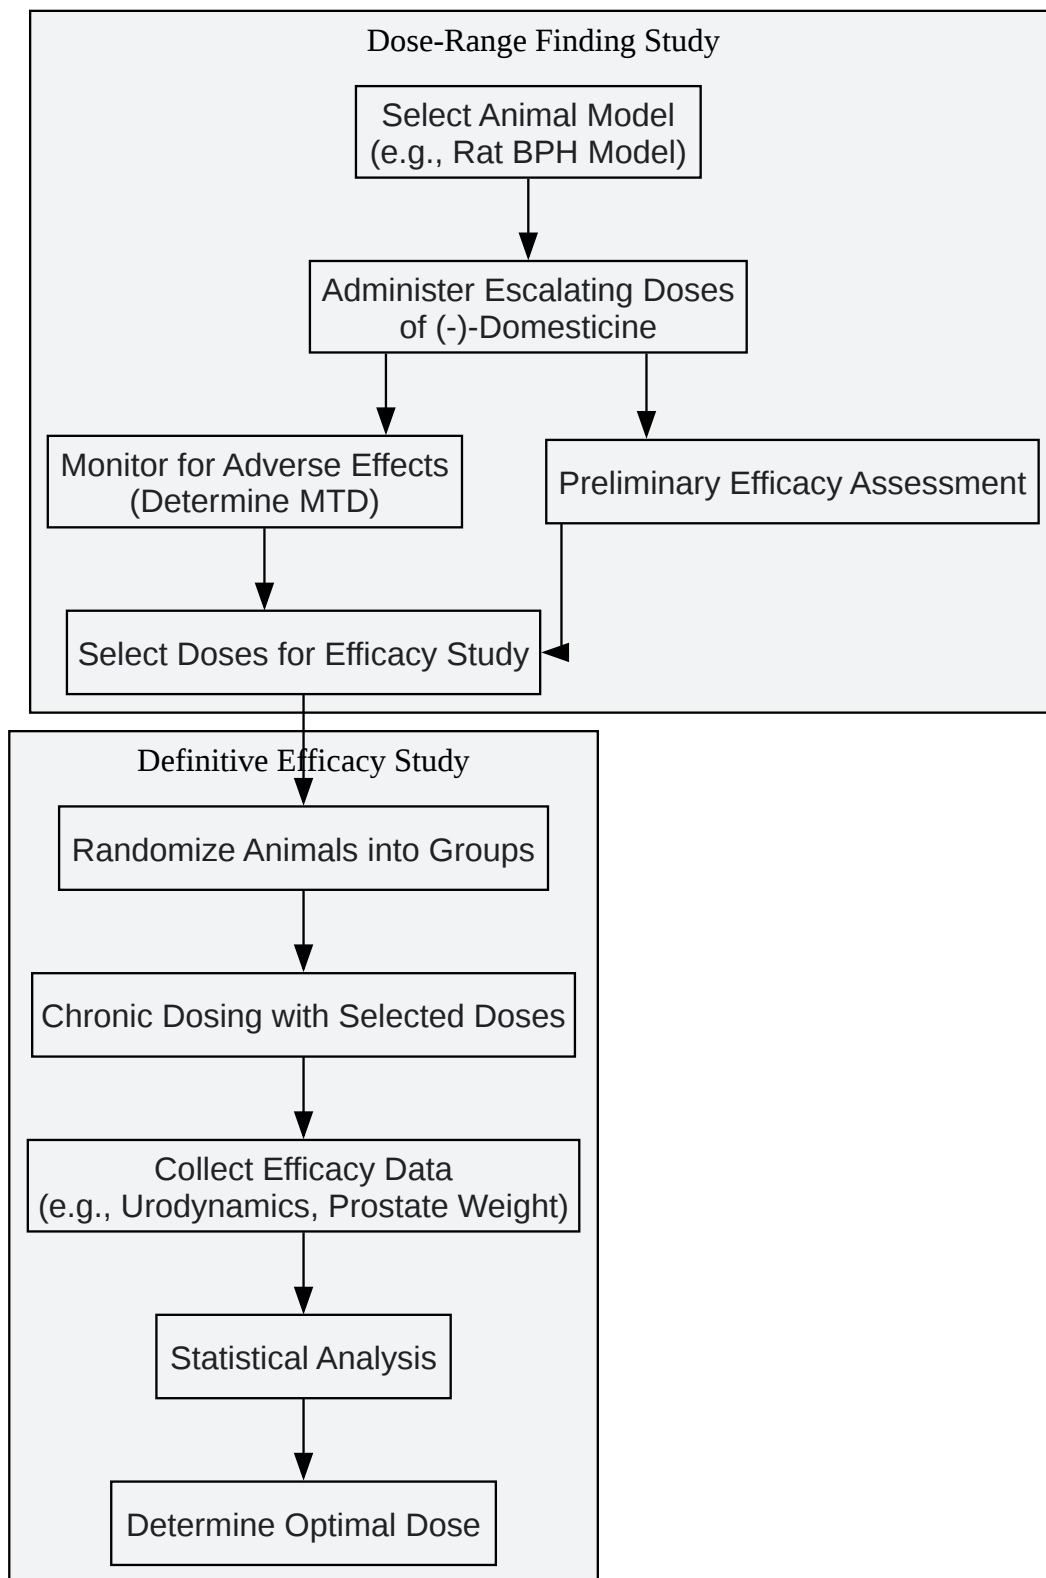 Dose-Range Finding Study
Select Animal Model
(e.g., Rat BPH Model)
Administer Escalating Doses
of (-)-Domesticine
Monitor for Adverse Effects
(Determine MTD)
Preliminary Efficacy Assessment
Select Doses for Efficacy Study
Definitive Efficacy Study
Randomize Animals into Groups
Chronic Dosing with Selected Doses
Collect Efficacy Data
(e.g., Urodynamics, Prostate Weight)
Statistical Analysis
Determine Optimal Dose